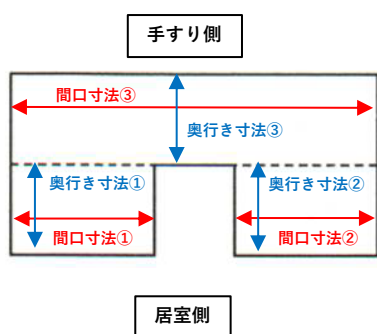 手すり側
間口寸法③
奥行き寸法③
奥行き寸法①
奥行き寸法②
間口寸法①
間口寸法②
居室側